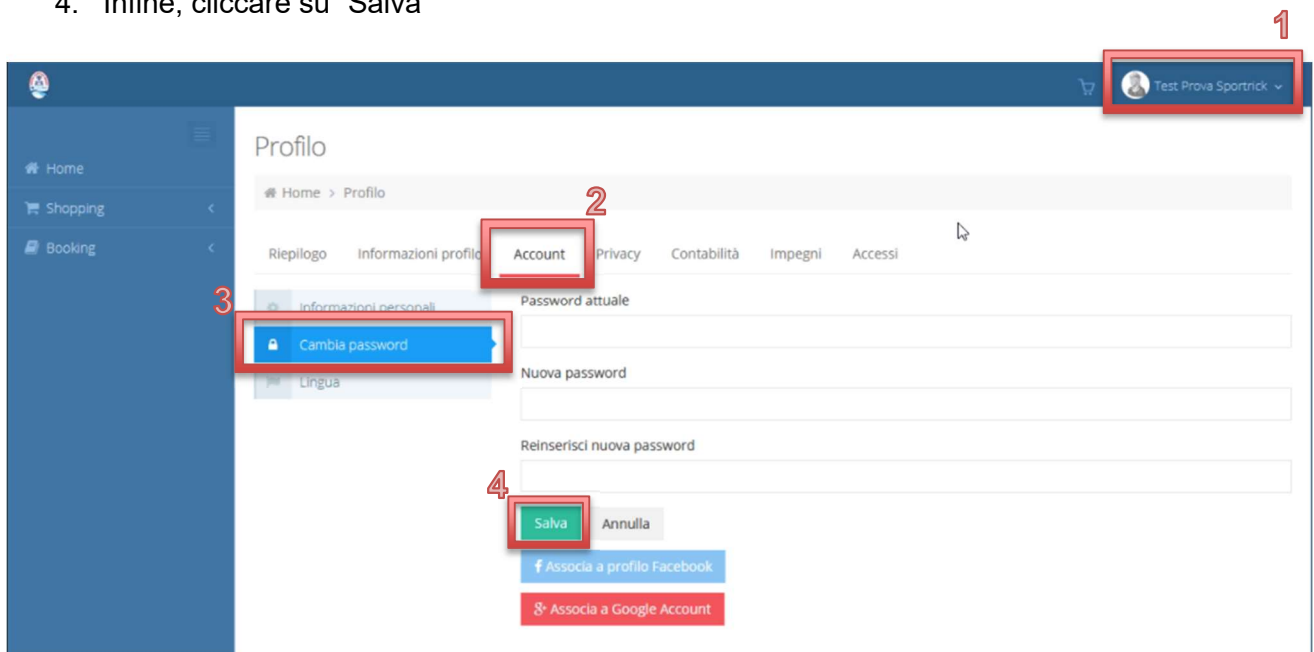 4. Infine, cliccare su "Salva"
1
Test Prova Sportrick
Profilo
Home
Home > Profilo
2
Shopping
Booking
Riepilogo Informazioni profilo Account Privacy Contabilità Impegni Accessi
3
Informazioni personali
Password attuale
Cambia password
Lingua
Nuova password
Reinserisci nuova password
4
Salva Annulla
Associa a profilo Facebook
Associa a Google Account